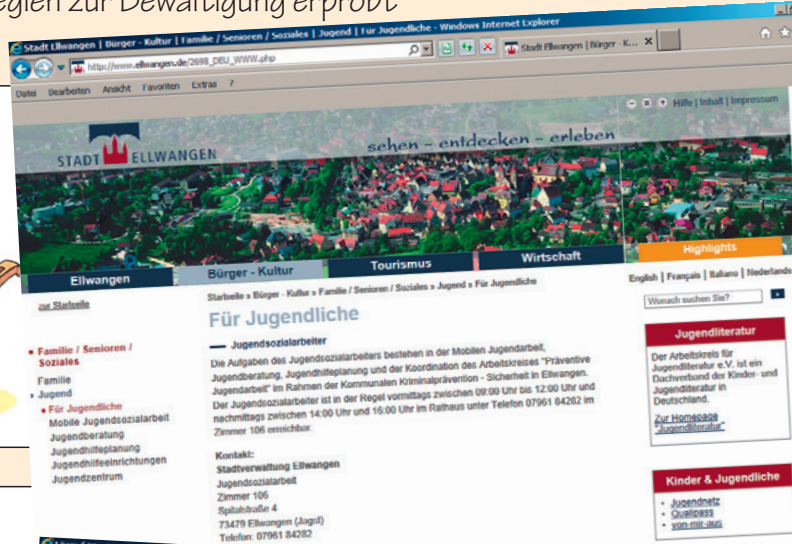 zur Bewältigung erprobt
Stadt Ellwangen | Bürger - Kultur | Familie / Senioren / Soziales | Jugend | Für Jugendliche - Windows Internet Explorer
http://www.ellwangen.de/2698_DEU_WWW.php
Stadt Ellwangen | Bürger - K...
Datei Bearbeiten Ansicht Favoriten Extras ?
Hilfe | Inhalt | Impressum
STADT ELLWANGEN
sehen - entdecken - erleben
Ellwangen
Bürger - Kultur
Tourismus
Wirtschaft
Highlights
zur Startseite
Startseite » Bürger - Kultur » Familie / Senioren / Soziales » Jugend » Für Jugendliche
English | Français | Italiano | Nederlands
Wonach suchen Sie?
Familie / Senioren /
Soziales
Familie
Jugend
Für Jugendliche
Mobile Jugendsozialarbeit
Jugendberatung
Jugendhilfeplanung
Jugendhilfeeinrichtungen
Jugendzentrum
Für Jugendliche
Jugendsozialarbeiter
Die Aufgaben des Jugendsozialarbeiters bestehen in der Mobilen Jugendarbeit,
Jugendberatung, Jugendhilfeplanung und der Koordination des Arbeitskreises "Präventive
Jugendarbeit" im Rahmen der Kommunalen Kriminalprävention - Sicherheit in Ellwangen.
Der Jugendsozialarbeiter ist in der Regel vormittags zwischen 09:00 Uhr bis 12:00 Uhr und
nachmittags zwischen 14:00 Uhr und 16:00 Uhr im Rathaus unter Telefon 07961 84282 im
Zimmer 106 erreichbar.
Kontakt:
Stadtverwaltung Ellwangen
Jugendsozialarbeit
Zimmer 106
Spitalstraße 4
73479 Ellwangen (Jagst)
Telefon: 07961 84282
Jugendliteratur
Der Arbeitskreis für
Jugendliteratur e.V. ist ein
Dachverband der Kinder- und
Jugendliteratur in
Deutschland.
Zur Homepage
"Jugendliteratur"
Kinder & Jugendliche
Jugendnetz
Qualipass
von-mir-aus